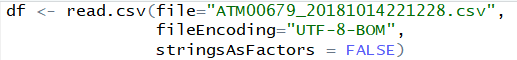 df <- read.csv(file="ATM00679_20181014221228.csv",
fileEncoding="UTF-8-BOM",
stringsAsFactors = FALSE)